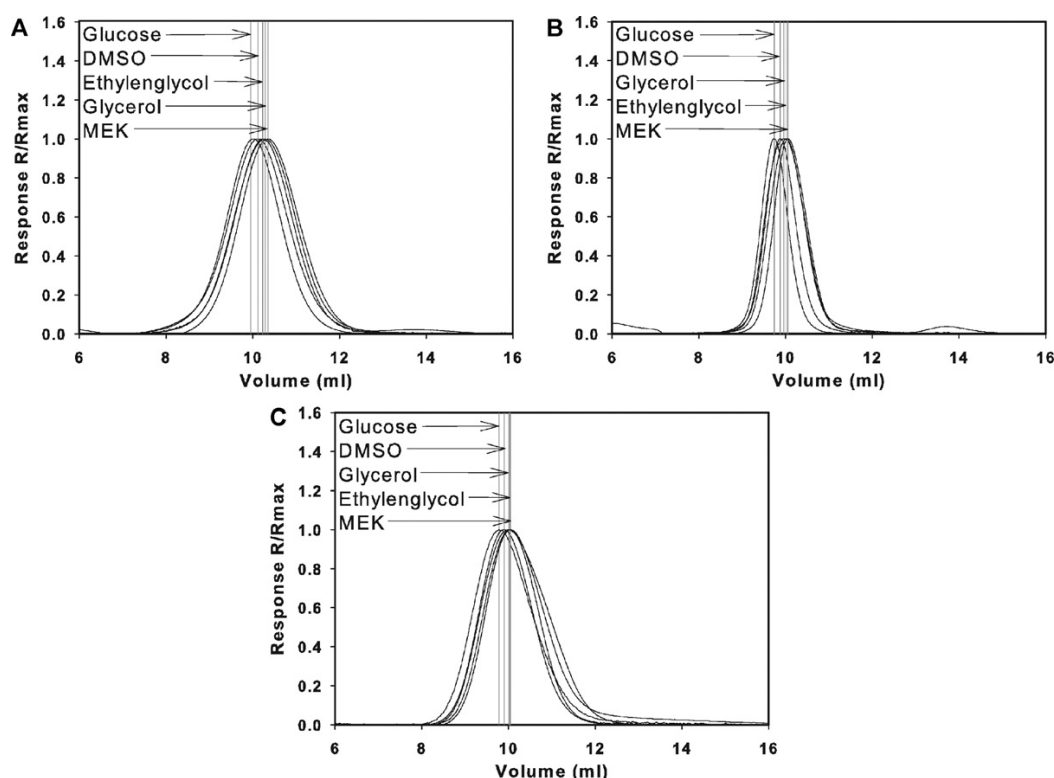 A
Response R/Rmax
1.6
1.4
1.2
1.0
0.8
0.6
0.4
0.2
0.0
Glucose
DMSO
Ethylenglycol
Glycerol
MEK
6 8 10 12 14 16
Volume (ml)
B
Response R/Rmax
1.6
1.4
1.2
1.0
0.8
0.6
0.4
0.2
0.0
Glucose
DMSO
Glycerol
Ethylenglycol
MEK
6 8 10 12 14 16
Volume (ml)
C
Response R/Rmax
1.6
1.4
1.2
1.0
0.8
0.6
0.4
0.2
0.0
Glucose
DMSO
Glycerol
Ethylenglycol
MEK
6 8 10 12 14 16
Volume (ml)